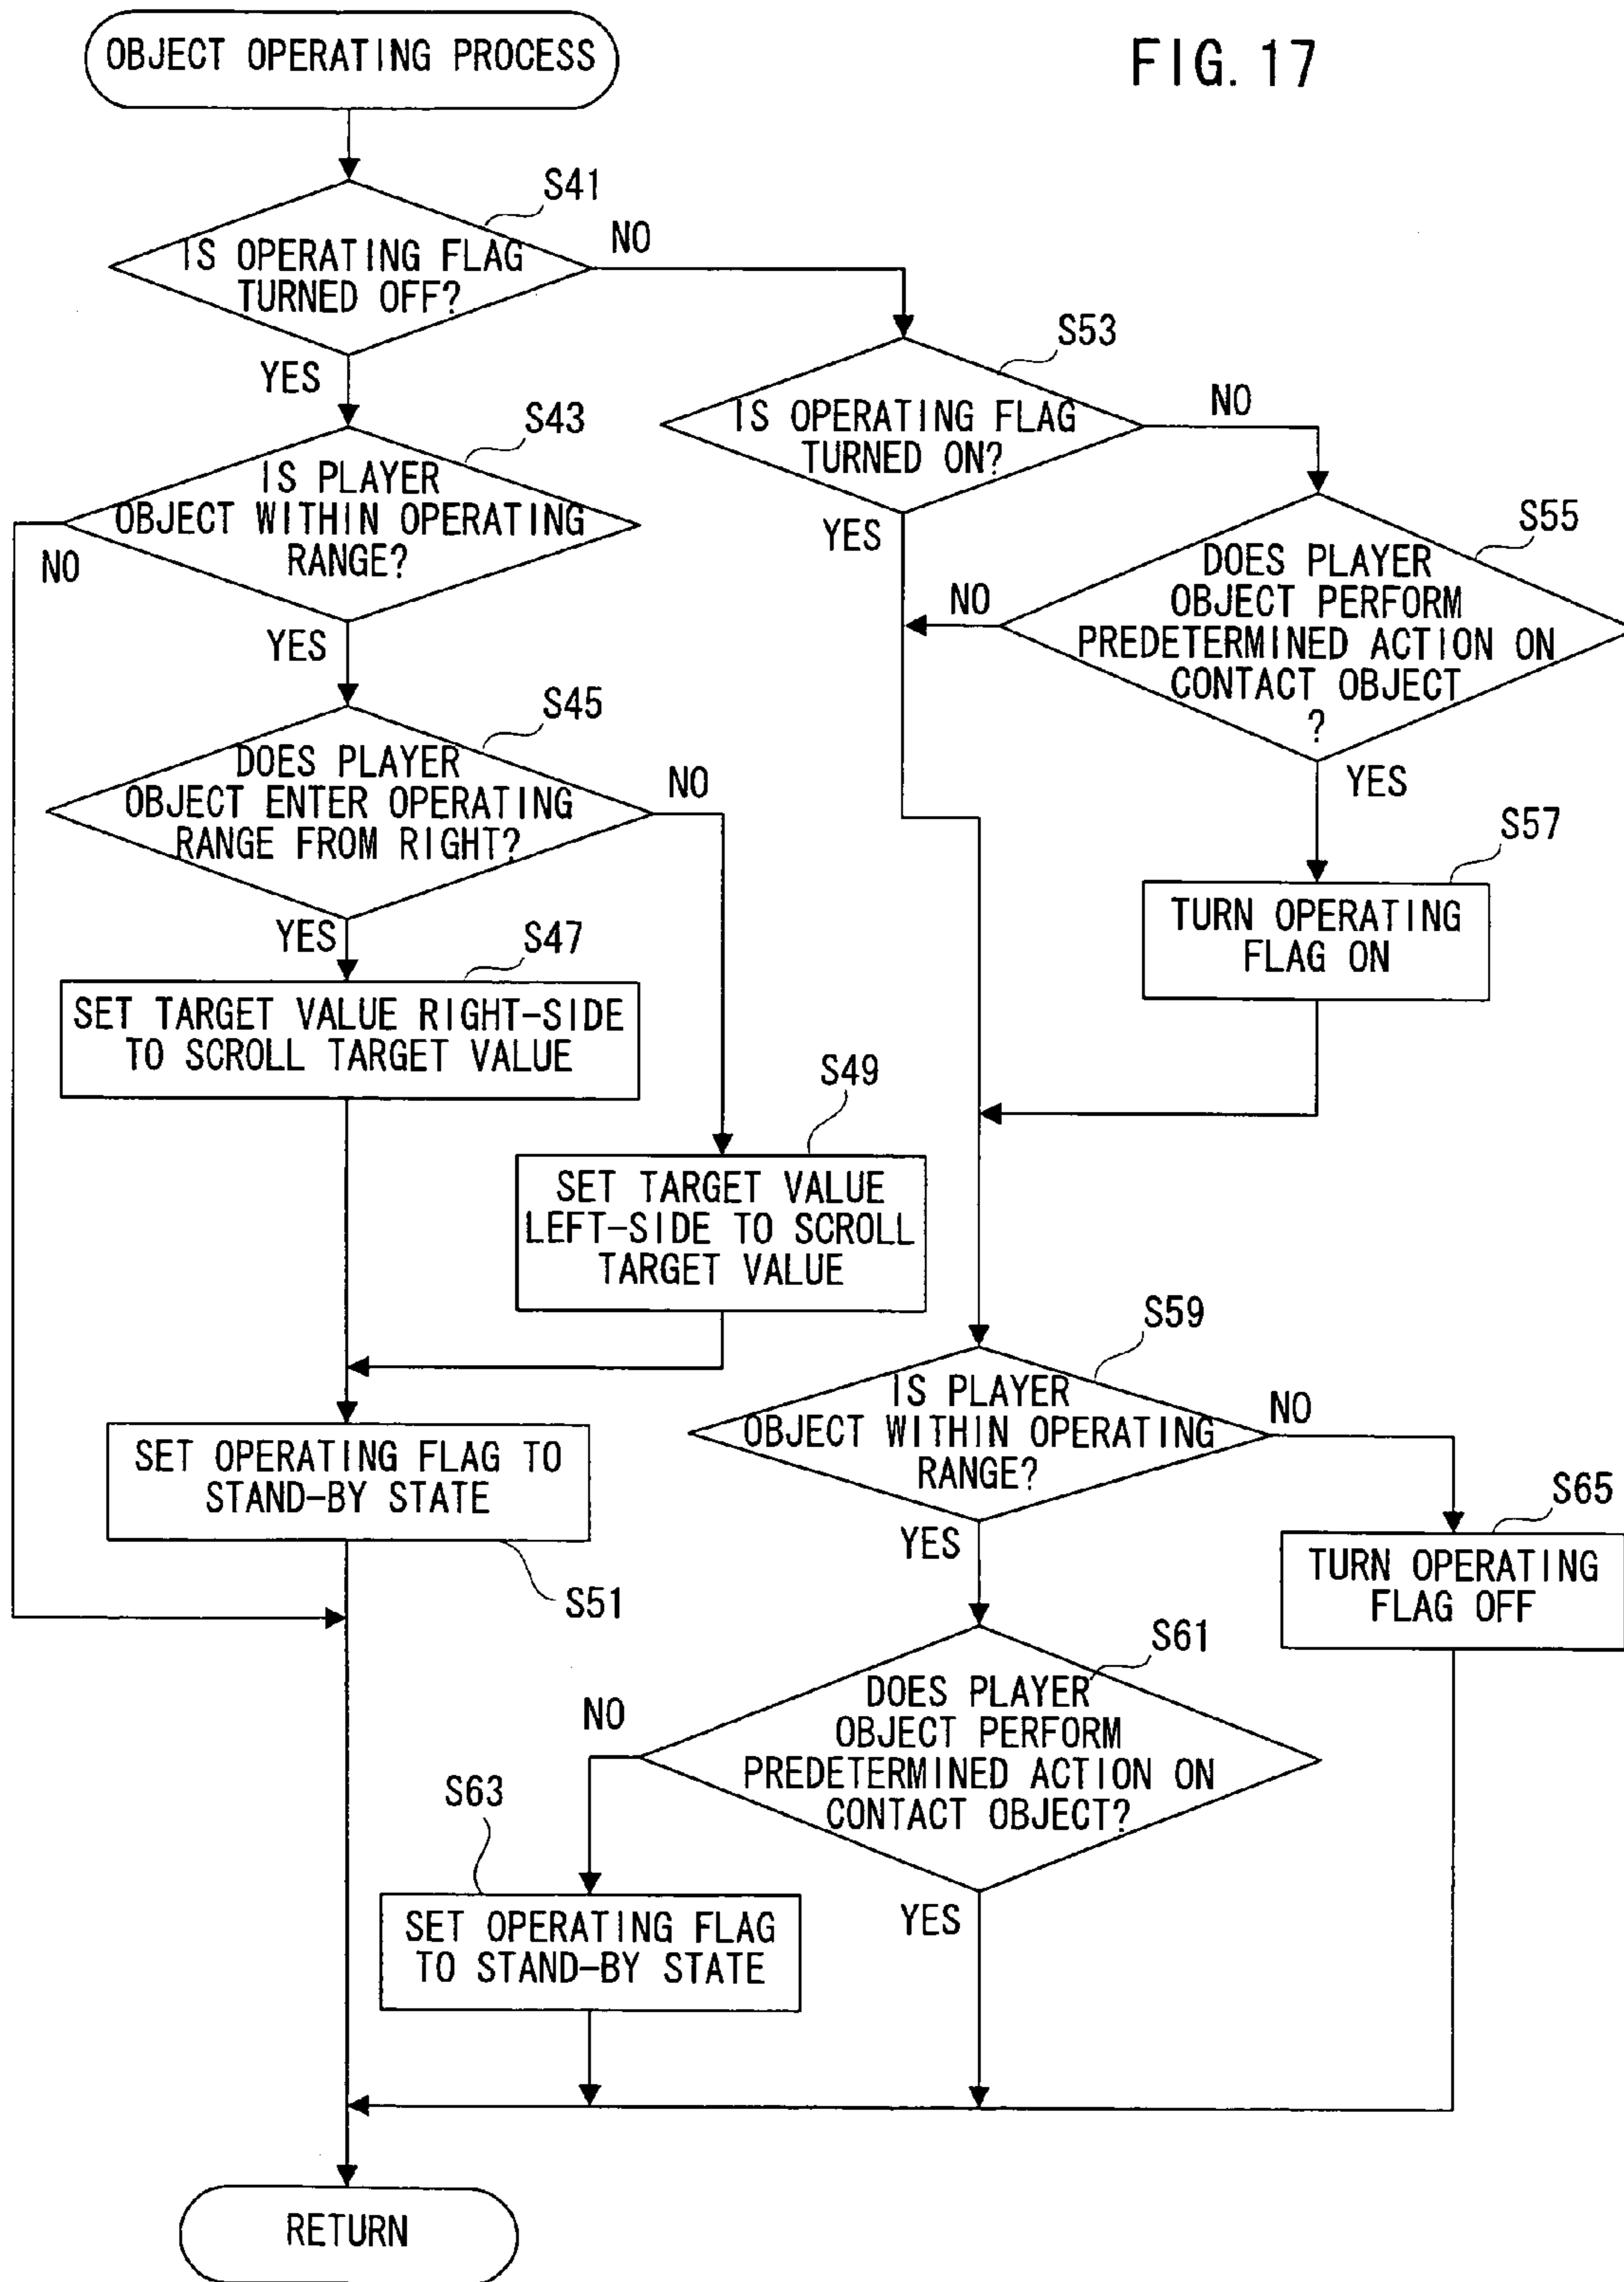 OBJECT OPERATING PROCESS
FIG. 17
S41
IS OPERATING FLAG
TURNED OFF?
NO
YES
S43
IS PLAYER
OBJECT WITHIN OPERATING
RANGE?
NO
YES
S45
DOES PLAYER
OBJECT ENTER OPERATING
RANGE FROM RIGHT?
NO
YES
S47
SET TARGET VALUE RIGHT-SIDE
TO SCROLL TARGET VALUE
S49
SET TARGET VALUE
LEFT-SIDE TO SCROLL
TARGET VALUE
SET OPERATING FLAG TO
STAND-BY STATE
S51
S53
IS OPERATING FLAG
TURNED ON?
NO
YES
S55
DOES PLAYER
OBJECT PERFORM
PREDETERMINED ACTION ON
CONTACT OBJECT
?
NO
YES
S57
TURN OPERATING
FLAG ON
S59
IS PLAYER
OBJECT WITHIN OPERATING
RANGE?
NO
YES
S65
TURN OPERATING
FLAG OFF
S61
DOES PLAYER
OBJECT PERFORM
PREDETERMINED ACTION ON
CONTACT OBJECT?
NO
YES
S63
SET OPERATING FLAG
TO STAND-BY STATE
RETURN